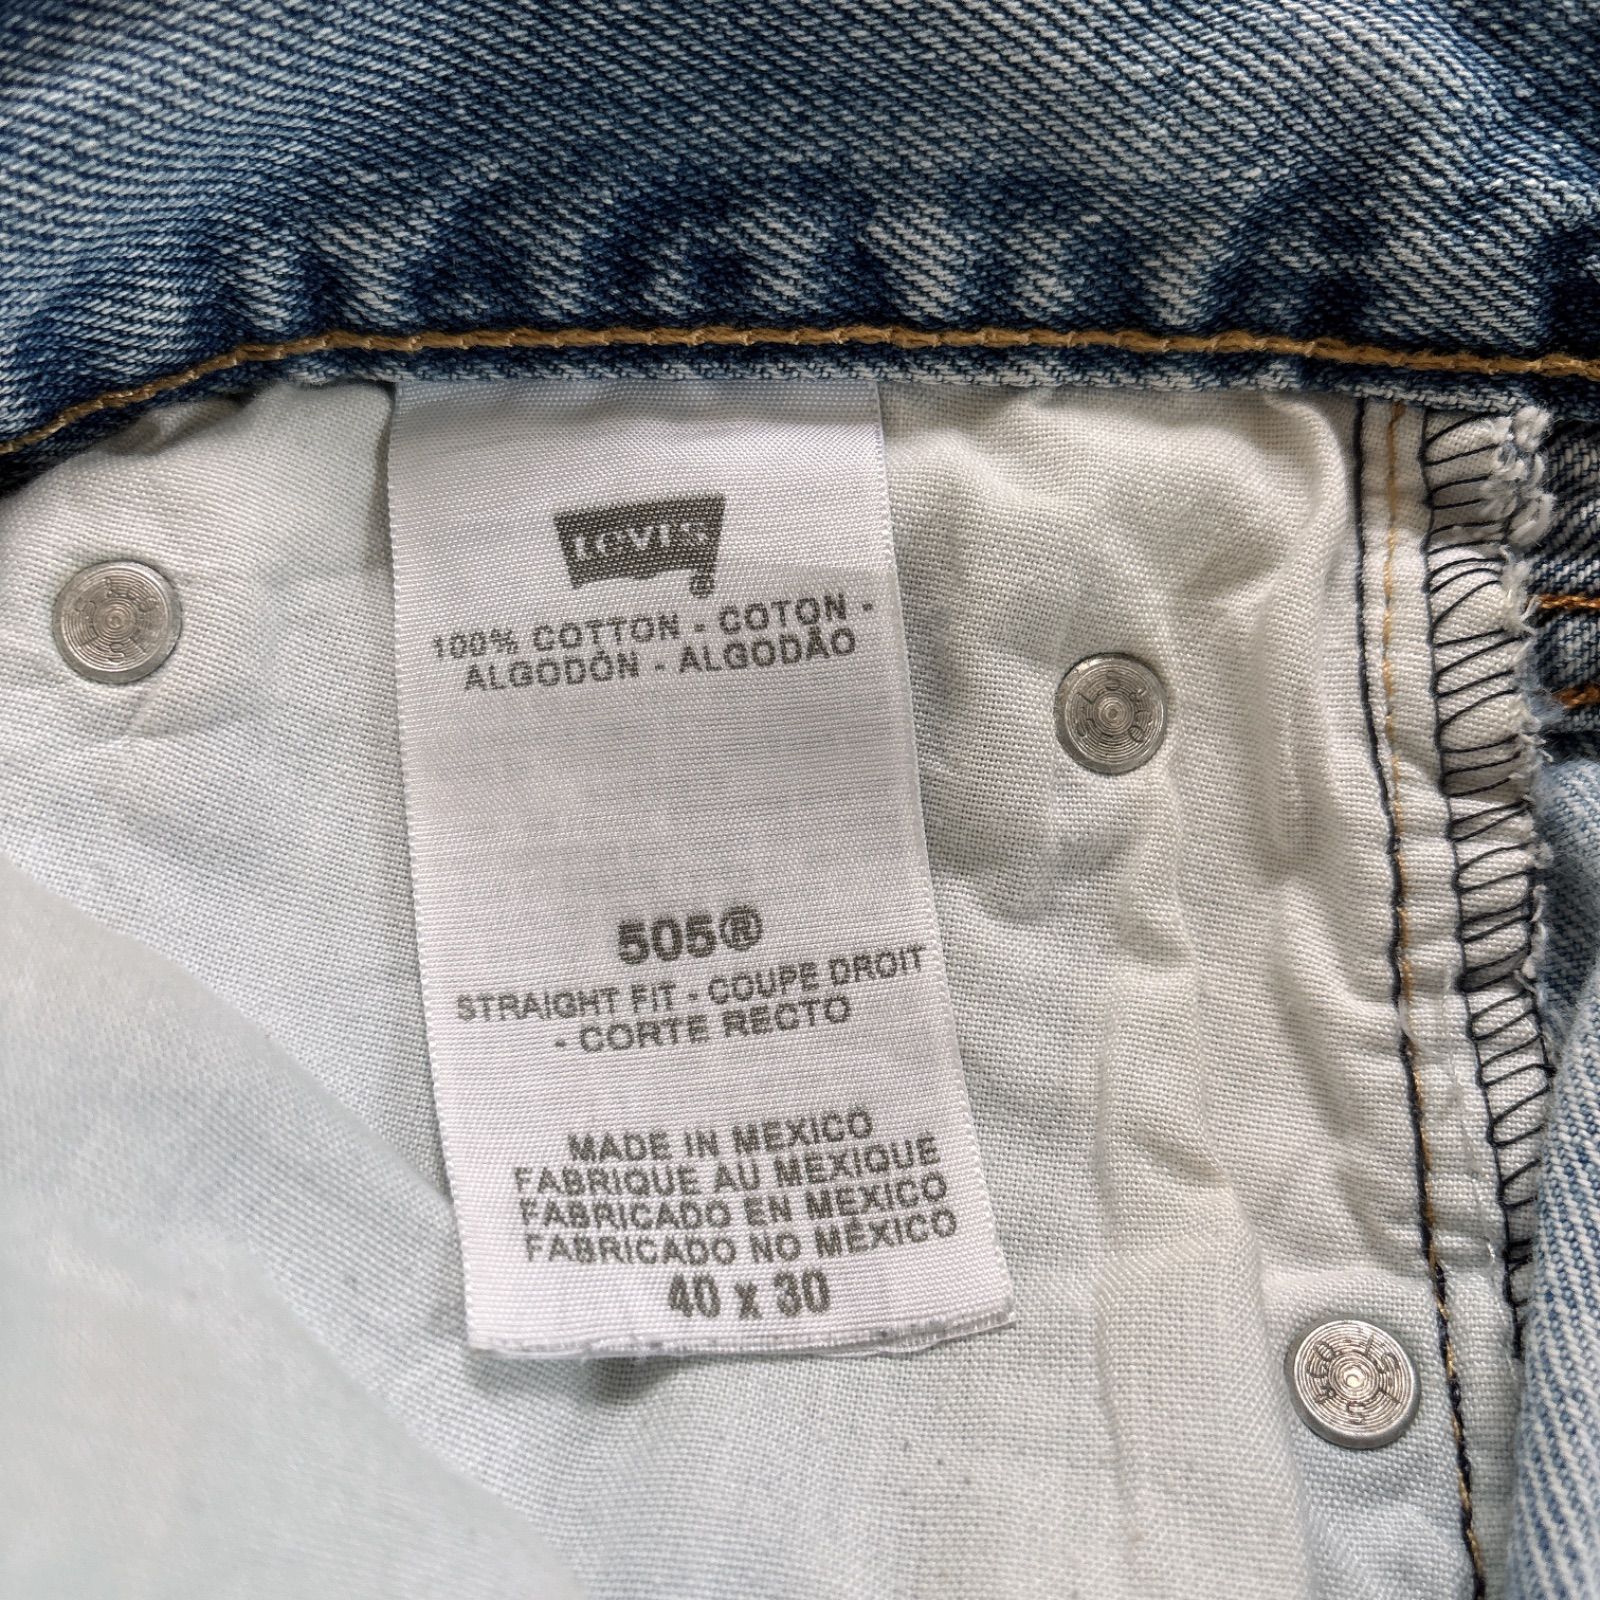 Levi's
100% COTTON - COTON -
ALGODÓN - ALGODÃO
505®
STRAIGHT FIT - COUPE DROIT
- CORTE RECTO
MADE IN MEXICO
FABRIQUE AU MEXIQUE
FABRICADO EN MEXICO
FABRICADO NO MÉXICO
40 x 30